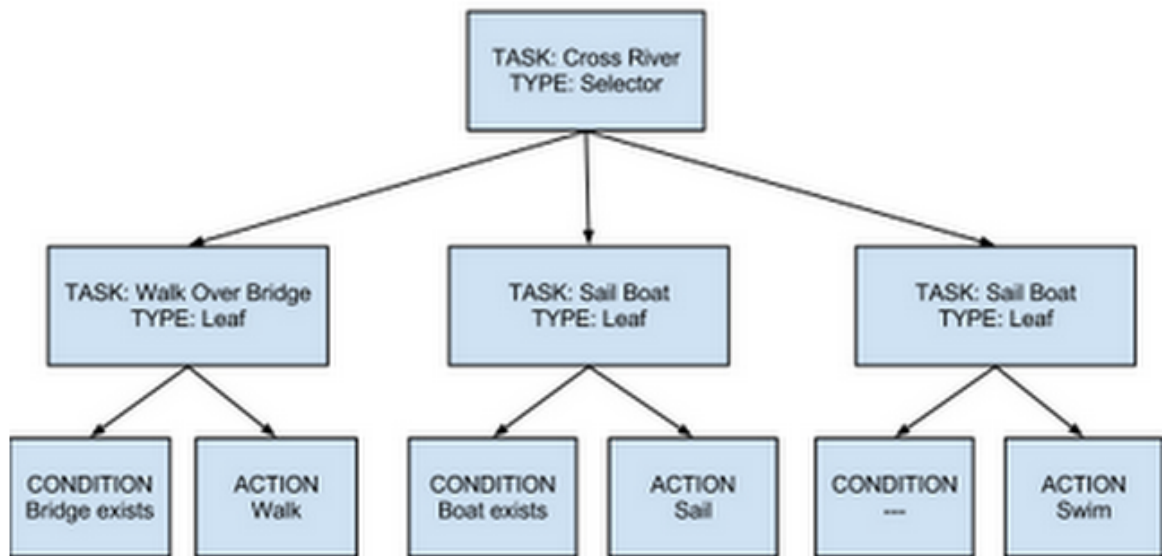 TASK: Cross River
TYPE: Selector
TASK: Walk Over Bridge
TYPE: Leaf
TASK: Sail Boat
TYPE: Leaf
TASK: Sail Boat
TYPE: Leaf
CONDITION
Bridge exists
ACTION
Walk
CONDITION
Boat exists
ACTION
Sail
CONDITION
---
ACTION
Swim